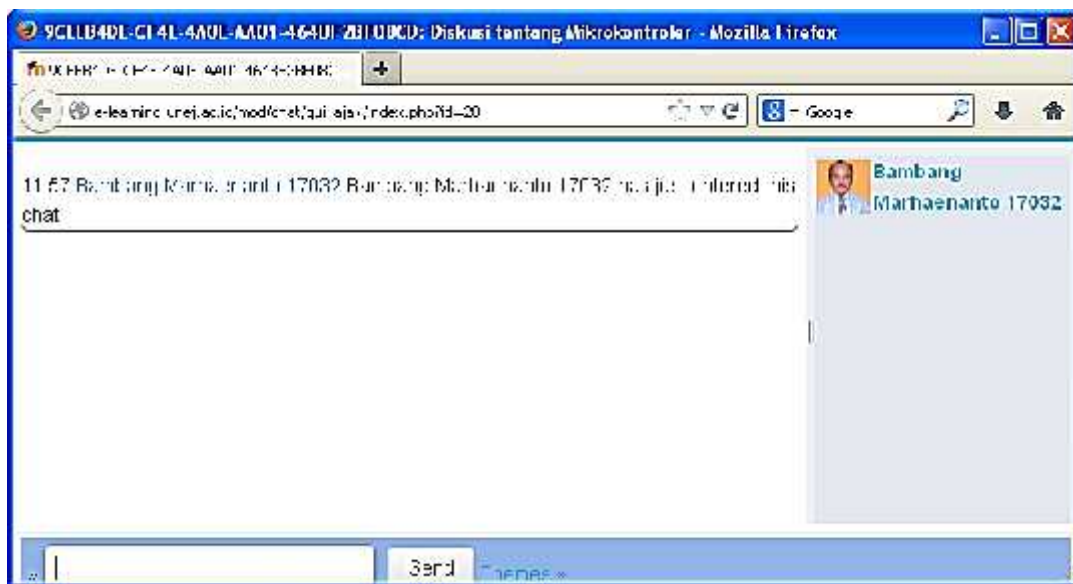 Diskusi tentang Mikrokontroler - Mozilla Firefox
e-learning.unej.ac.id/mod/chat/gui_ajax/index.php?id=20
Google
11:57 Bambang Marhaenanto 17032 Bambang Marhaenanto 17032 has just entered this
chat
Bambang
Marhaenanto 17032
Send
Themes »